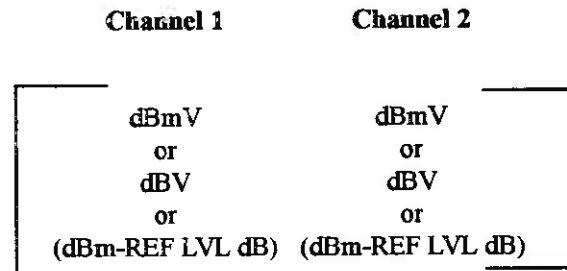 Channel 1 Channel 2
dBmV dBmV
or or
dBV dBV
or or
(dBm-REF LVL dB) (dBm-REF LVL dB)